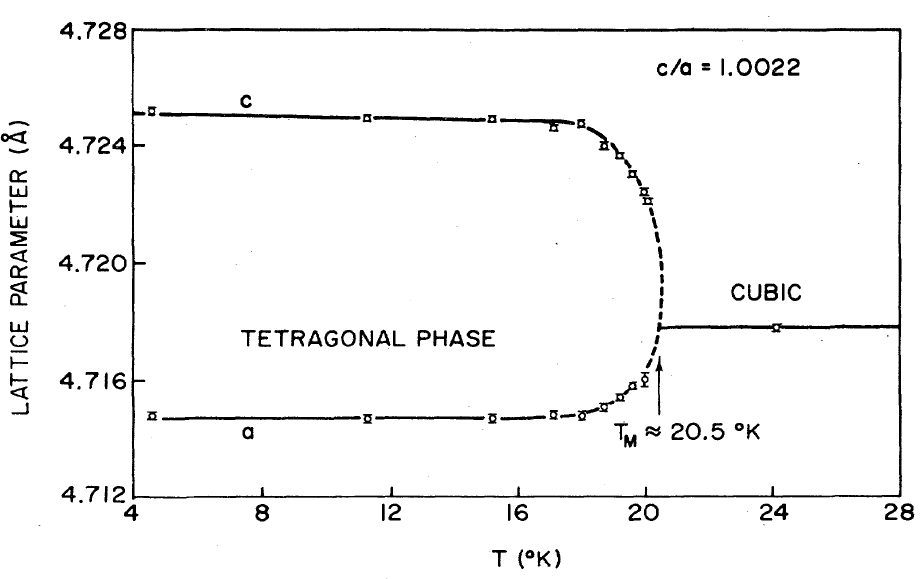 4.728
c/a = 1.0022
c
4.724
LATTICE PARAMETER (Å)
4.720
CUBIC
TETRAGONAL PHASE
4.716
a
T_M ≈ 20.5 °K
4.712
4 8 12 16 20 24 28
T (°K)